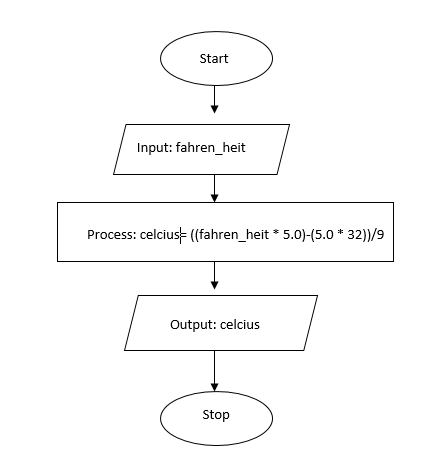 Start
Input: fahren_heit
Process: celcius= ((fahren_heit * 5.0)-(5.0 * 32))/9
Output: celcius
Stop